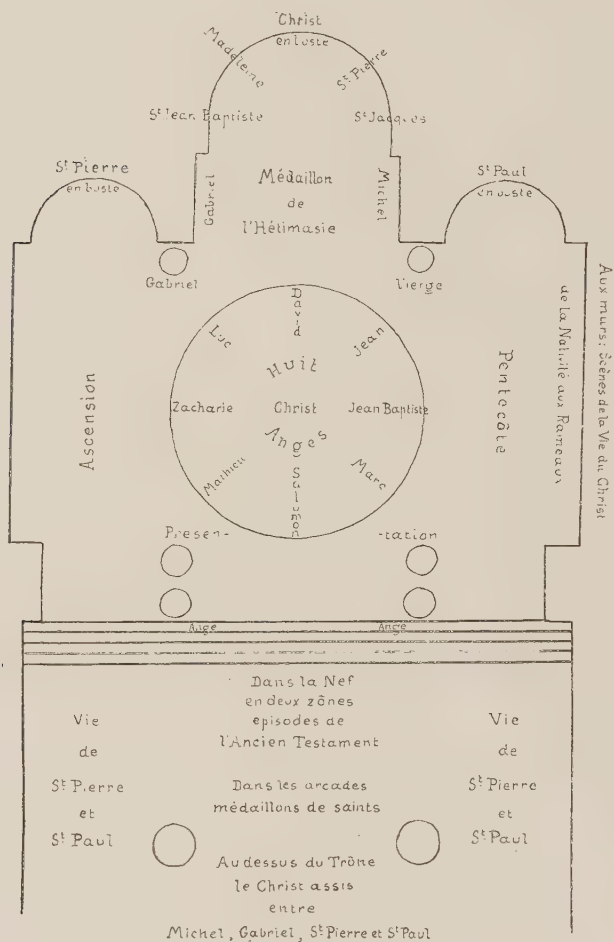 Christ
en buste
Madeleine
St Pierre
St Jean Baptiste
St Jacques
St Pierre
en buste
Gabriel
Médaillon
de
l'Hétimasie
Michel
St Paul
en buste
Gabriel
Vierge
David
Luc
Jean
Huit
Zacharie
Christ
Jean Baptiste
Anges
Mathieu
Marc
Salumon
Ascension
Pentecôte
de la Nativité aux Rameaux
Aux murs: Scènes de la Vie du Christ
Presen-
-tation
Ange
Ange
Dans la Nef
en deux zônes
episodes de
l'Ancien Testament
Vie
de
St Pierre
et
St Paul
Dans les arcades
médaillons de saints
Vie
de
St Pierre
et
St Paul
Au dessus du Trône
le Christ assis
entre
Michel, Gabriel, St Pierre et St Paul